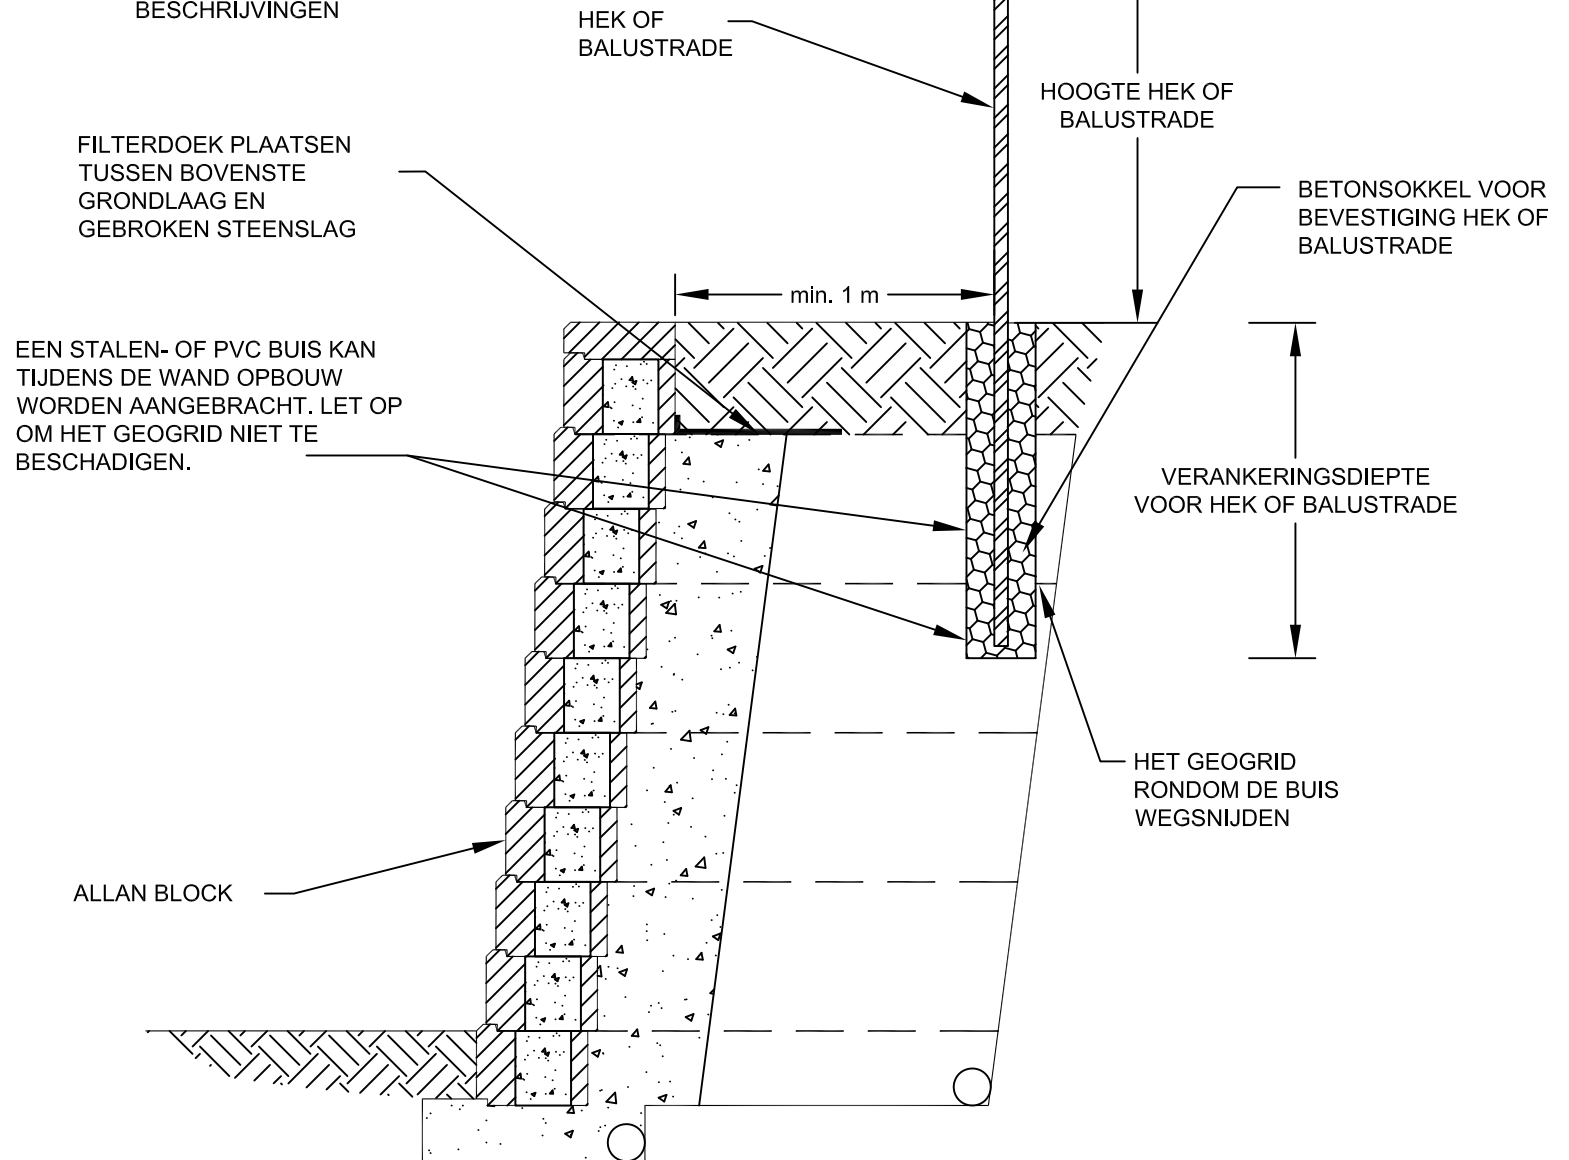 BESCHRIJVINGEN
HEK OF
BALUSTRADE
HOOGTE HEK OF
BALUSTRADE
FILTERDOEK PLAATSEN
TUSSEN BOVENSTE
GRONDLAAG EN
GEBROKEN STEENSLAG
BETONSOKKEL VOOR
BEVESTIGING HEK OF
BALUSTRADE
min. 1 m
EEN STALEN- OF PVC BUIS KAN
TIJDENS DE WAND OPBOUW
WORDEN AANGEBRACHT. LET OP
OM HET GEOGRID NIET TE
BESCHADIGEN.
VERANKERINGSDIEPTE
VOOR HEK OF BALUSTRADE
HET GEOGRID
RONDOM DE BUIS
WEGSNIJDEN
ALLAN BLOCK